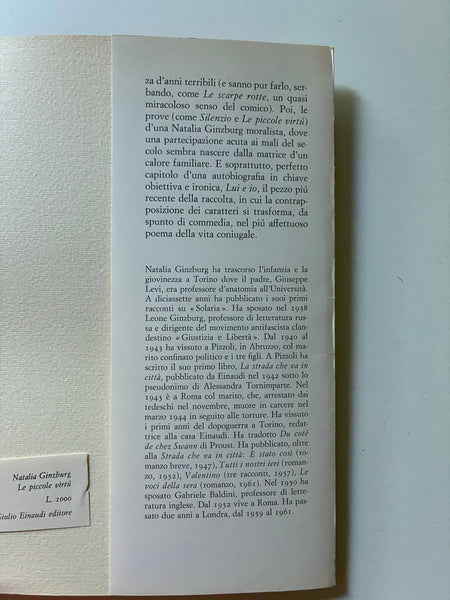 za d'anni terribili (e sanno pur farlo, ser-
bando, come Le scarpe rotte, un quasi
miracoloso senso del comico). Poi, le
prove (come Silenzio e Le piccole virtú)
d'una Natalia Ginzburg moralista, dove
una partecipazione acuta ai mali del se-
colo sembra nascere dalla matrice d'un
calore familiare. E soprattutto, perfetto
capitolo d'una autobiografia in chiave
obiettiva e ironica, Lui e io, il pezzo piú
recente della raccolta, in cui la contrap-
posizione dei caratteri si trasforma, da
spunto di commedia, nel piú affettuoso
poema della vita coniugale.
Natalia Ginzburg ha trascorso l'infanzia e la
giovinezza a Torino dove il padre, Giuseppe
Levi, era professore d'anatomia all'Università.
A diciassette anni ha pubblicato i suoi primi
racconti su «Solaria». Ha sposato nel 1938
Leone Ginzburg, professore di letteratura rus-
sa e dirigente del movimento antifascista clan-
destino «Giustizia e Libertà». Dal 1940 al
1943 ha vissuto a Pizzoli, in Abruzzo, col ma-
rito confinato politico e i tre figli. A Pizzoli ha
scritto il suo primo libro, La strada che va in
città, pubblicato da Einaudi nel 1942 sotto lo
pseudonimo di Alessandra Tornimparte. Nel
1943 è a Roma col marito, che, arrestato dai
tedeschi nel novembre, muore in carcere nel
marzo 1944 in seguito alle torture. Ha vissuto
i primi anni del dopoguerra a Torino, redat-
trice alla casa Einaudi. Ha tradotto Du coté
de chez Swann di Proust. Ha pubblicato, oltre
alla Strada che va in città: È stato cosí (ro-
manzo breve, 1947), Tutti i nostri ieri (roman-
zo, 1952), Valentino (tre racconti, 1957), Le
voci della sera (romanzo, 1961). Nel 1950 ha
sposato Gabriele Baldini, professore di lette-
ratura inglese. Dal 1952 vive a Roma. Ha pas-
sato due anni a Londra, dal 1959 al 1961.
Natalia Ginzburg
Le piccole virtú
L. 1000
Giulio Einaudi editore